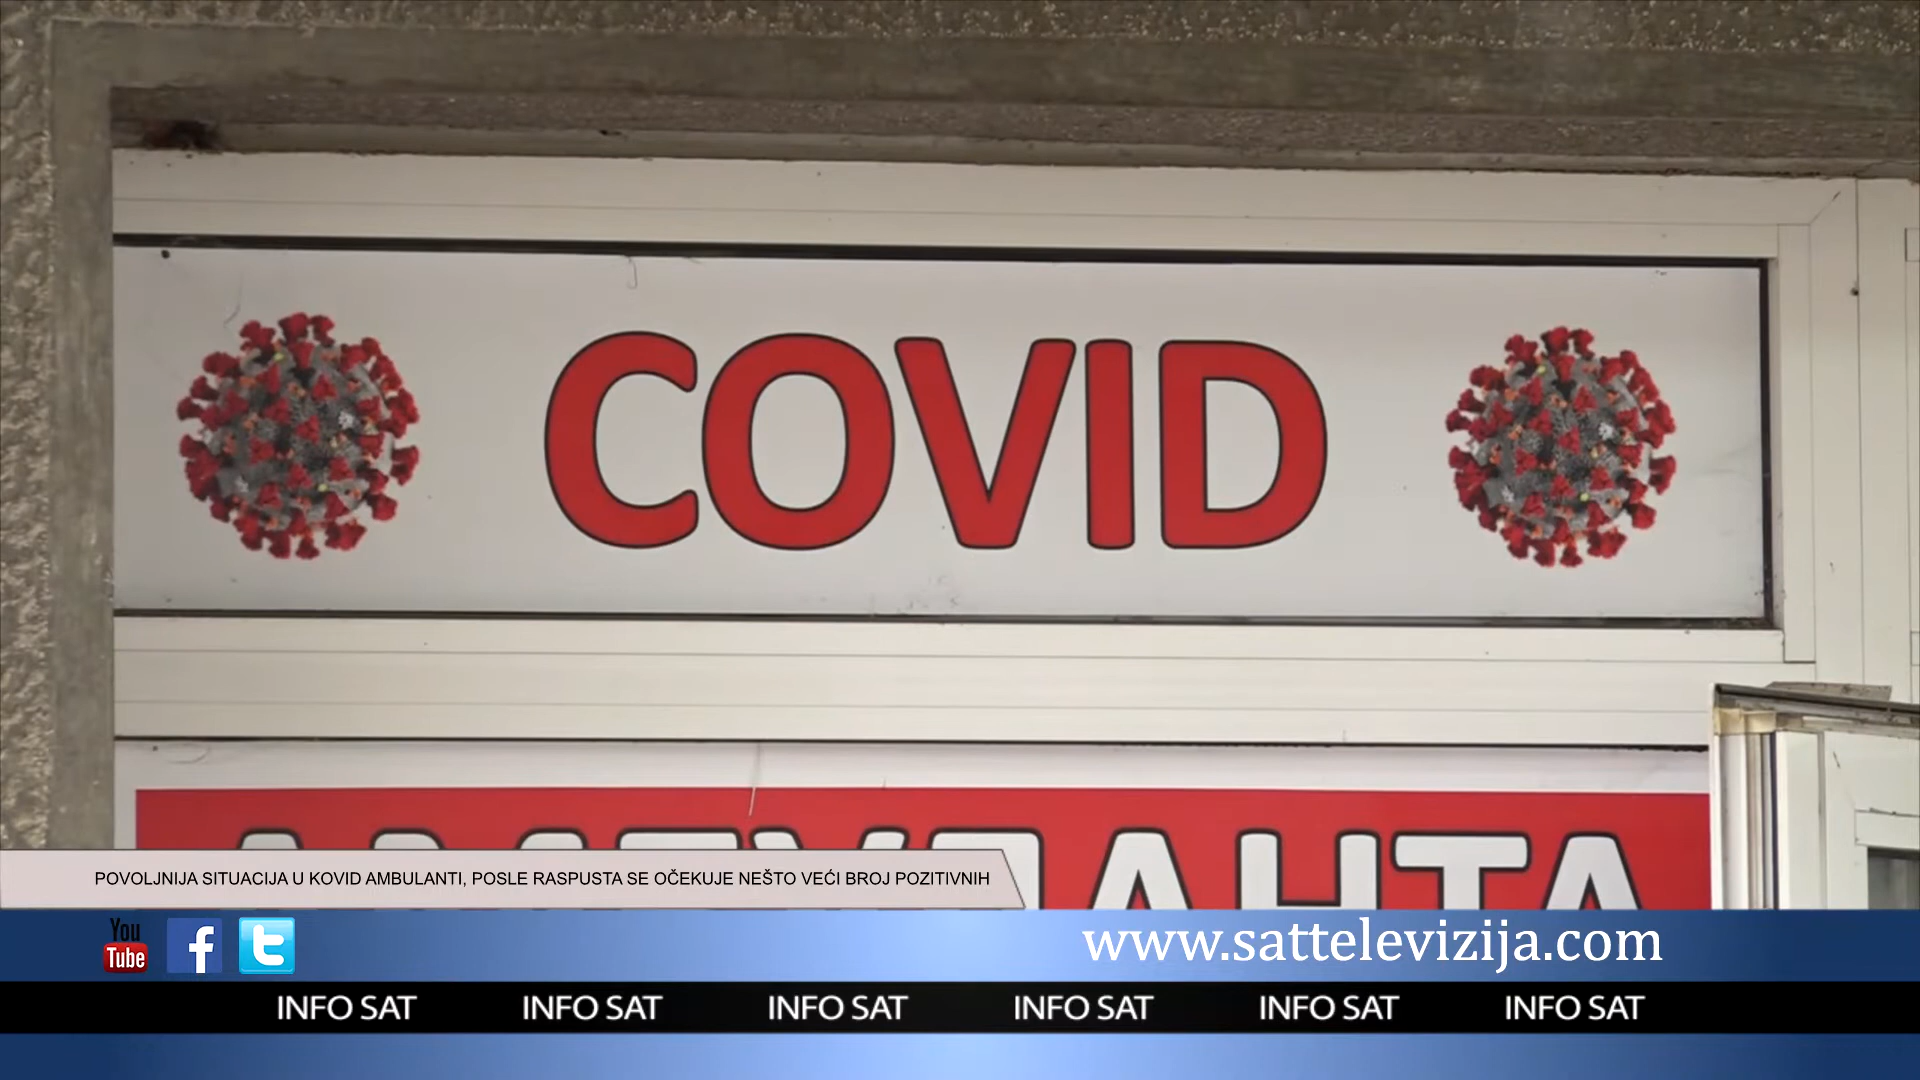 COVID
АМБУЛАНТА
POVOLJNIJA SITUACIJA U KOVID AMBULANTI, POSLE RASPUSTA SE OČEKUJE NEŠTO VEĆI BROJ POZITIVNIH
You
Tube
www.sattelevizija.com
INFO SAT INFO SAT INFO SAT INFO SAT INFO SAT INFO SAT